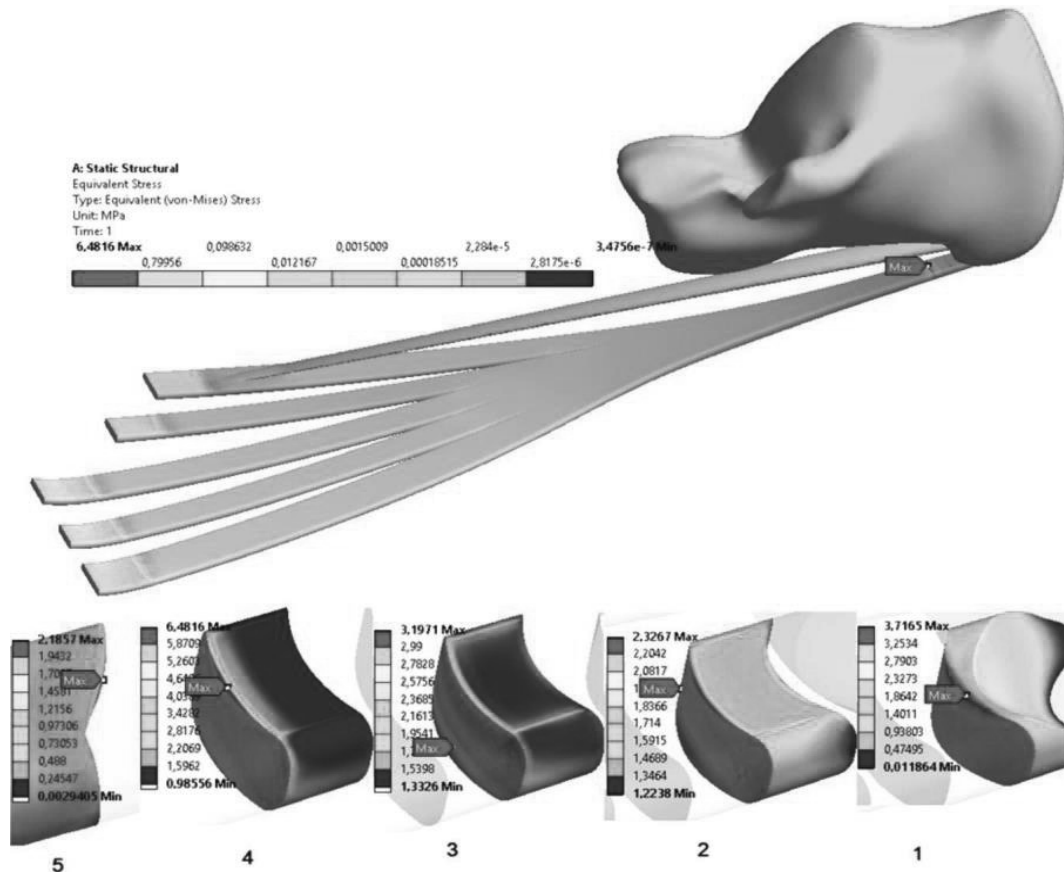 A: Static Structural
Equivalent Stress
Type: Equivalent (von-Mises) Stress
Unit: MPa
Time: 1
6,4816 Max 0,098632 0,0015009 2,284e-5 3,4756e-7 Min
0,79956 0,012167 0,00018515 2,8175e-6
Max
2,1857 Max
1,9432
Max
1,4581
1,2156
0,97306
0,73053
0,488
0,24547
0,0029405 Min
5
6,4816 Max
5,8709
5,2603
Max
3,4282
2,8176
2,2069
1,5962
0,98556 Min
4
3,1971 Max
2,99
2,7828
2,5756
2,3685
2,1613
1,9541
Max
1,5398
1,3326 Min
3
2,3267 Max
2,2042
2,0817
Max
1,8366
1,714
1,5915
1,4689
1,3464
1,2238 Min
2
3,7165 Max
3,2534
2,7903
2,3273
1,8642
Max
1,4011
0,93803
0,47495
0,011864 Min
1